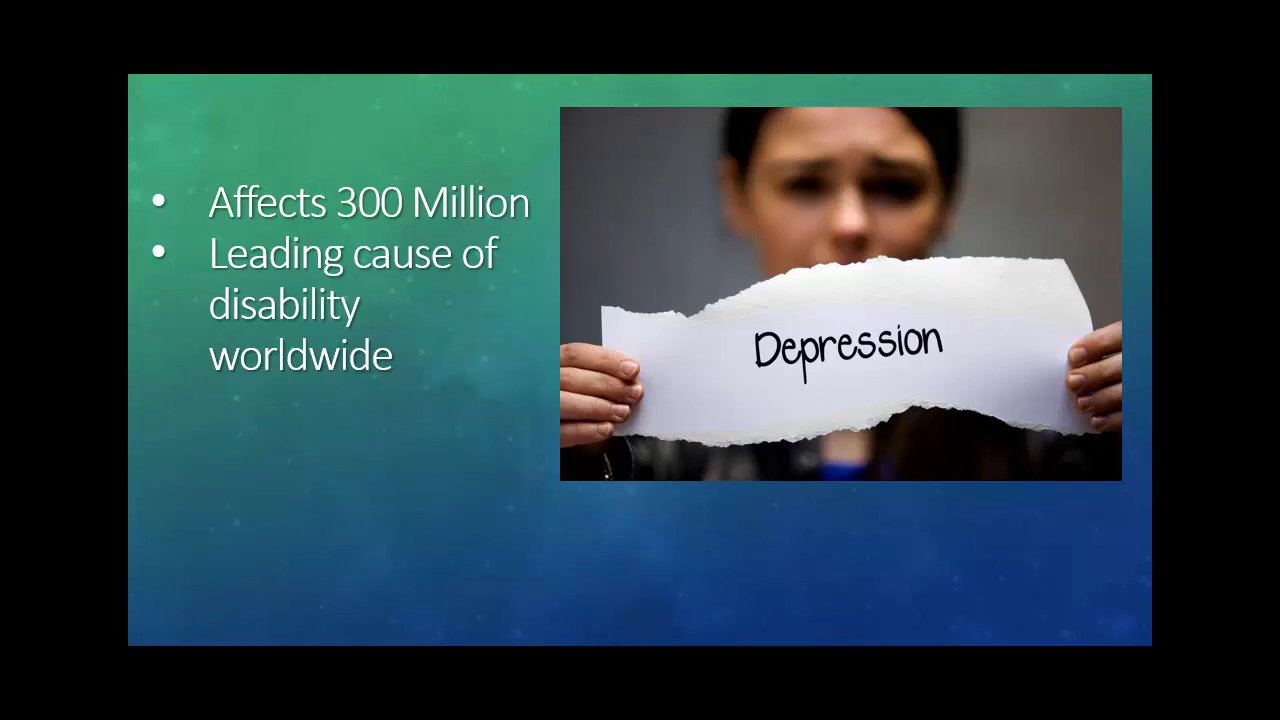 • Affects 300 Million
• Leading cause of
disability
worldwide
Depression